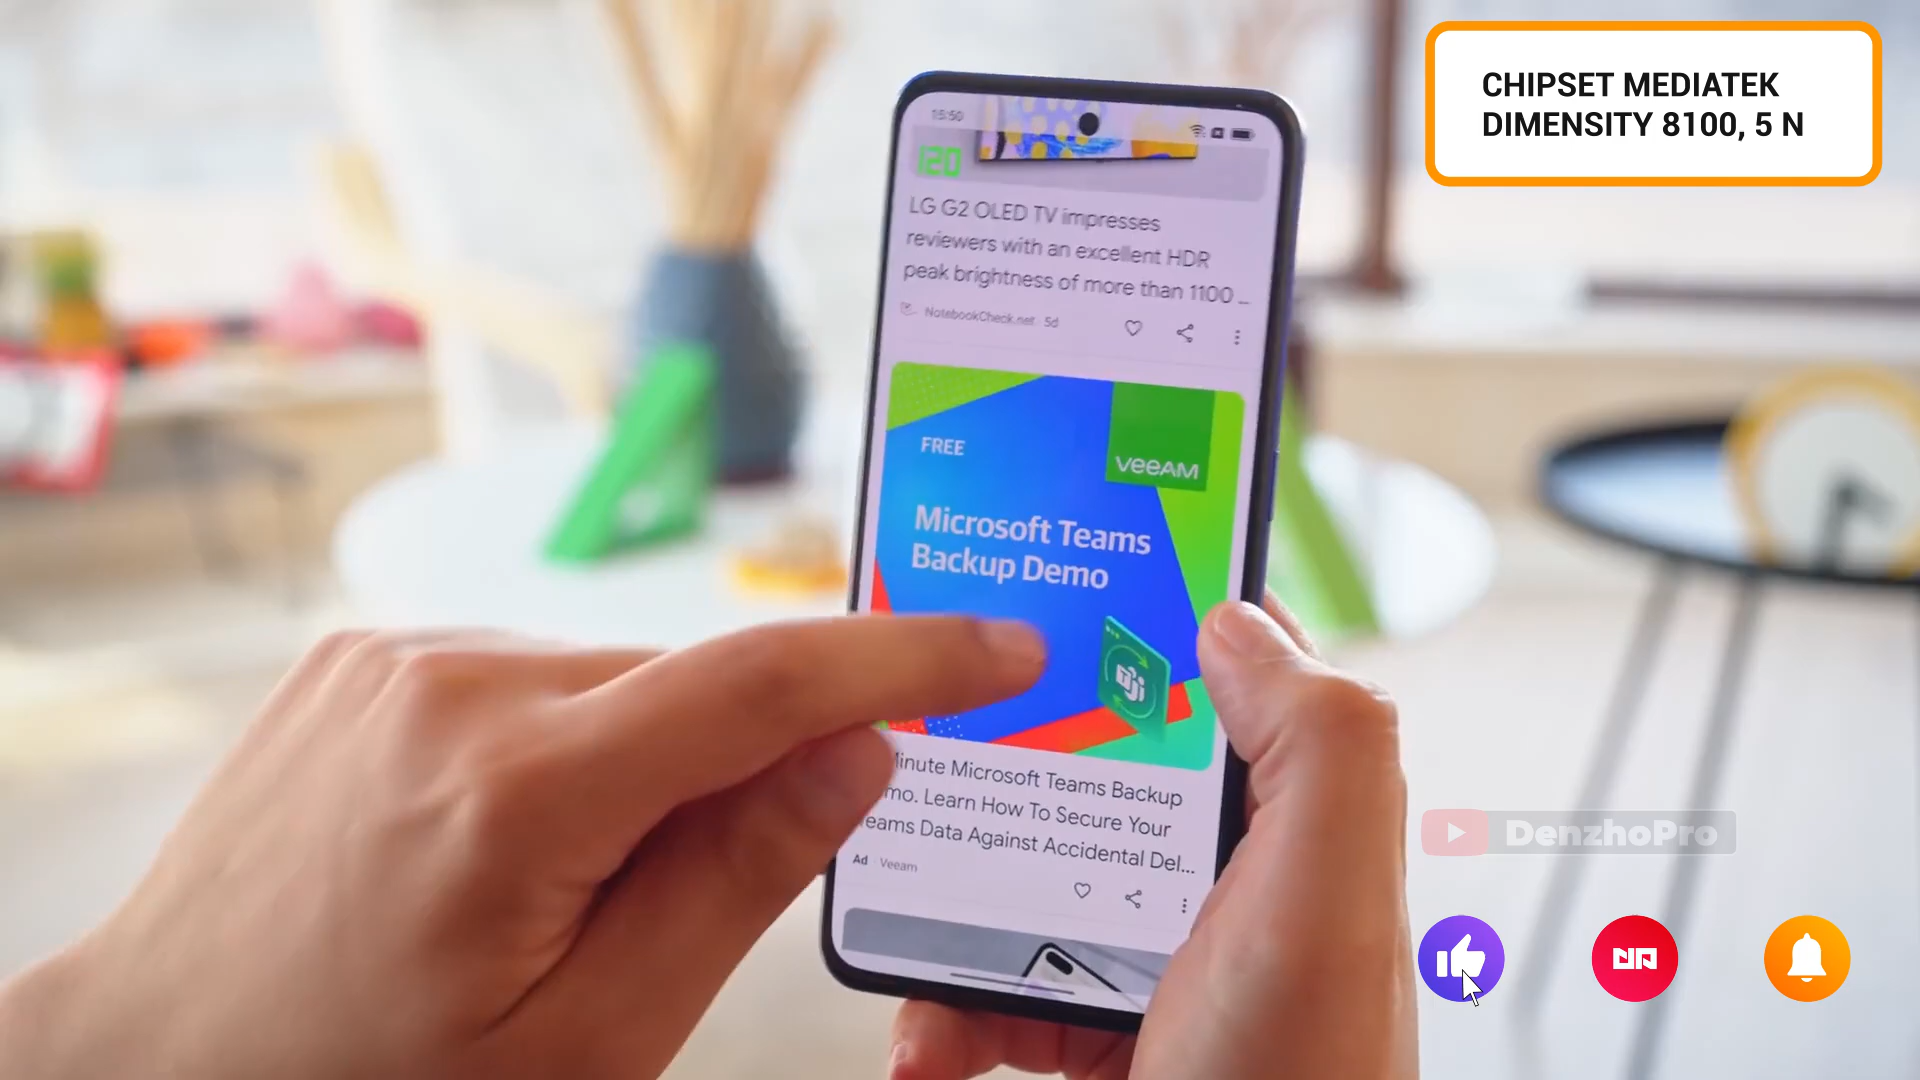 CHIPSET MEDIATEK
DIMENSITY 8100, 5 N
15:50
120
LG G2 OLED TV impresses
reviewers with an excellent HDR
peak brightness of more than 1100 ...
NotebookCheck.net · 5d
FREE
VEEAM
Microsoft Teams
Backup Demo
inute Microsoft Teams Backup
mo. Learn How To Secure Your
eams Data Against Accidental Del...
Ad · Veeam
DenzhoPro